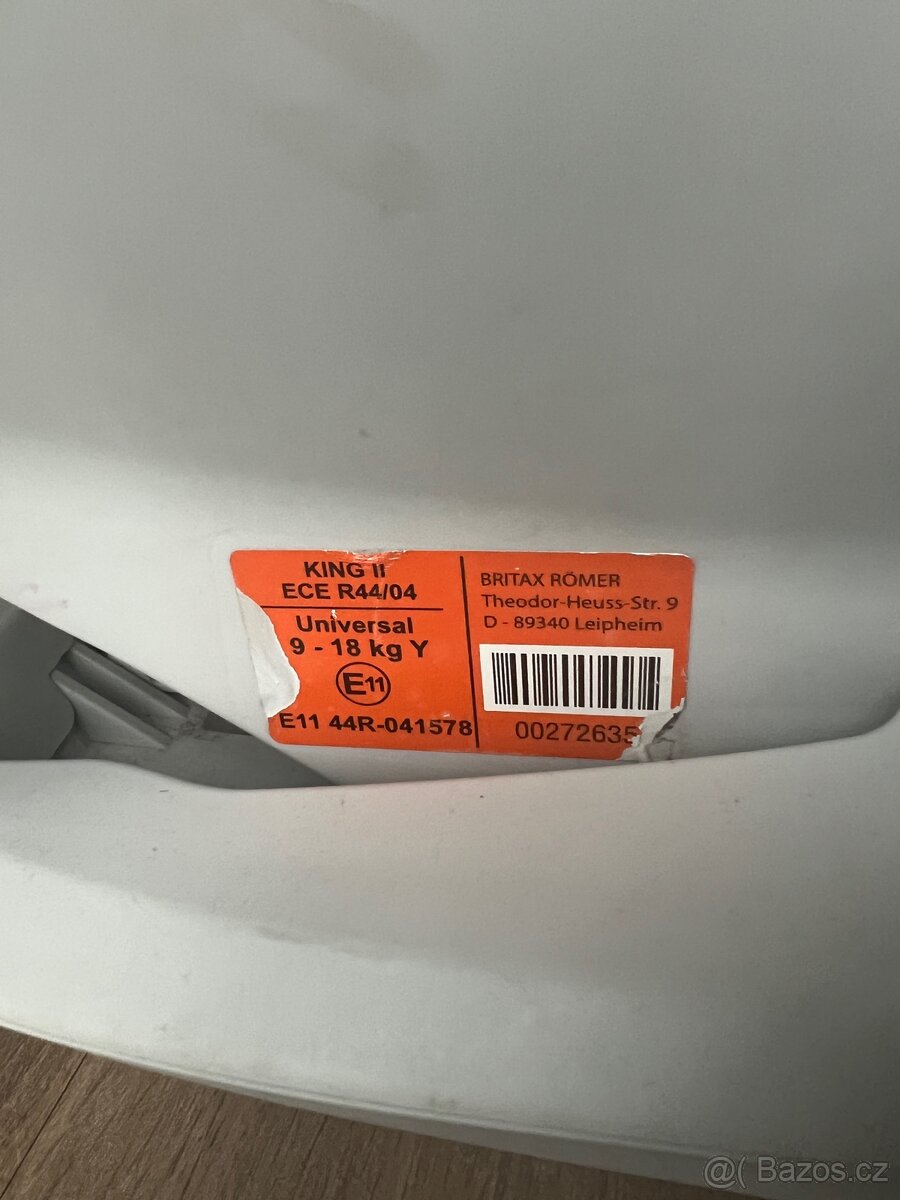 KING II
ECE R44/04
Universal
9 - 18 kg Y
E11
E11 44R-041578
BRITAX RÖMER
Theodor-Heuss-Str. 9
D - 89340 Leipheim
00272635
@( Bazos.cz